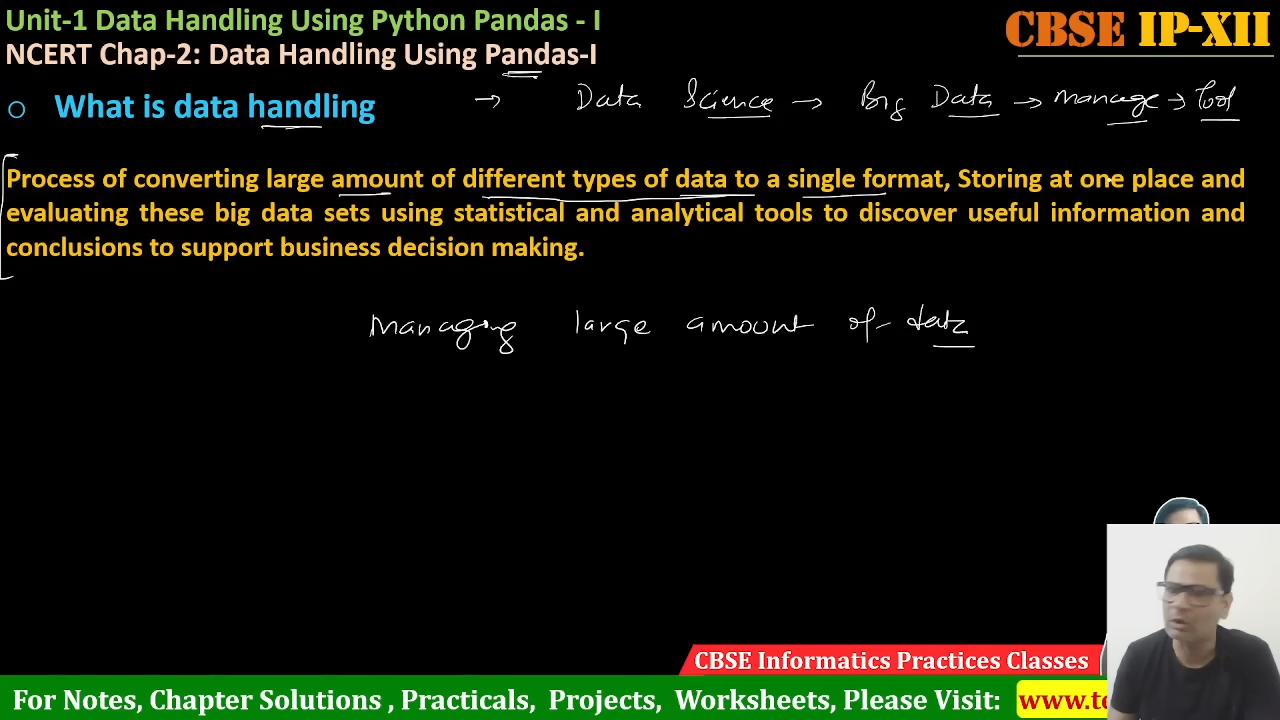 Unit-1 Data Handling Using Python Pandas - I
CBSE IP-XII
NCERT Chap-2: Data Handling Using Pandas-I
What is data handling → Data Science → Big Data → manage → Tool
Process of converting large amount of different types of data to a single format, Storing at one place and
evaluating these big data sets using statistical and analytical tools to discover useful information and
conclusions to support business decision making.
Managing large amount of data
CBSE Informatics Practices Classes
For Notes, Chapter Solutions , Practicals, Projects, Worksheets, Please Visit: